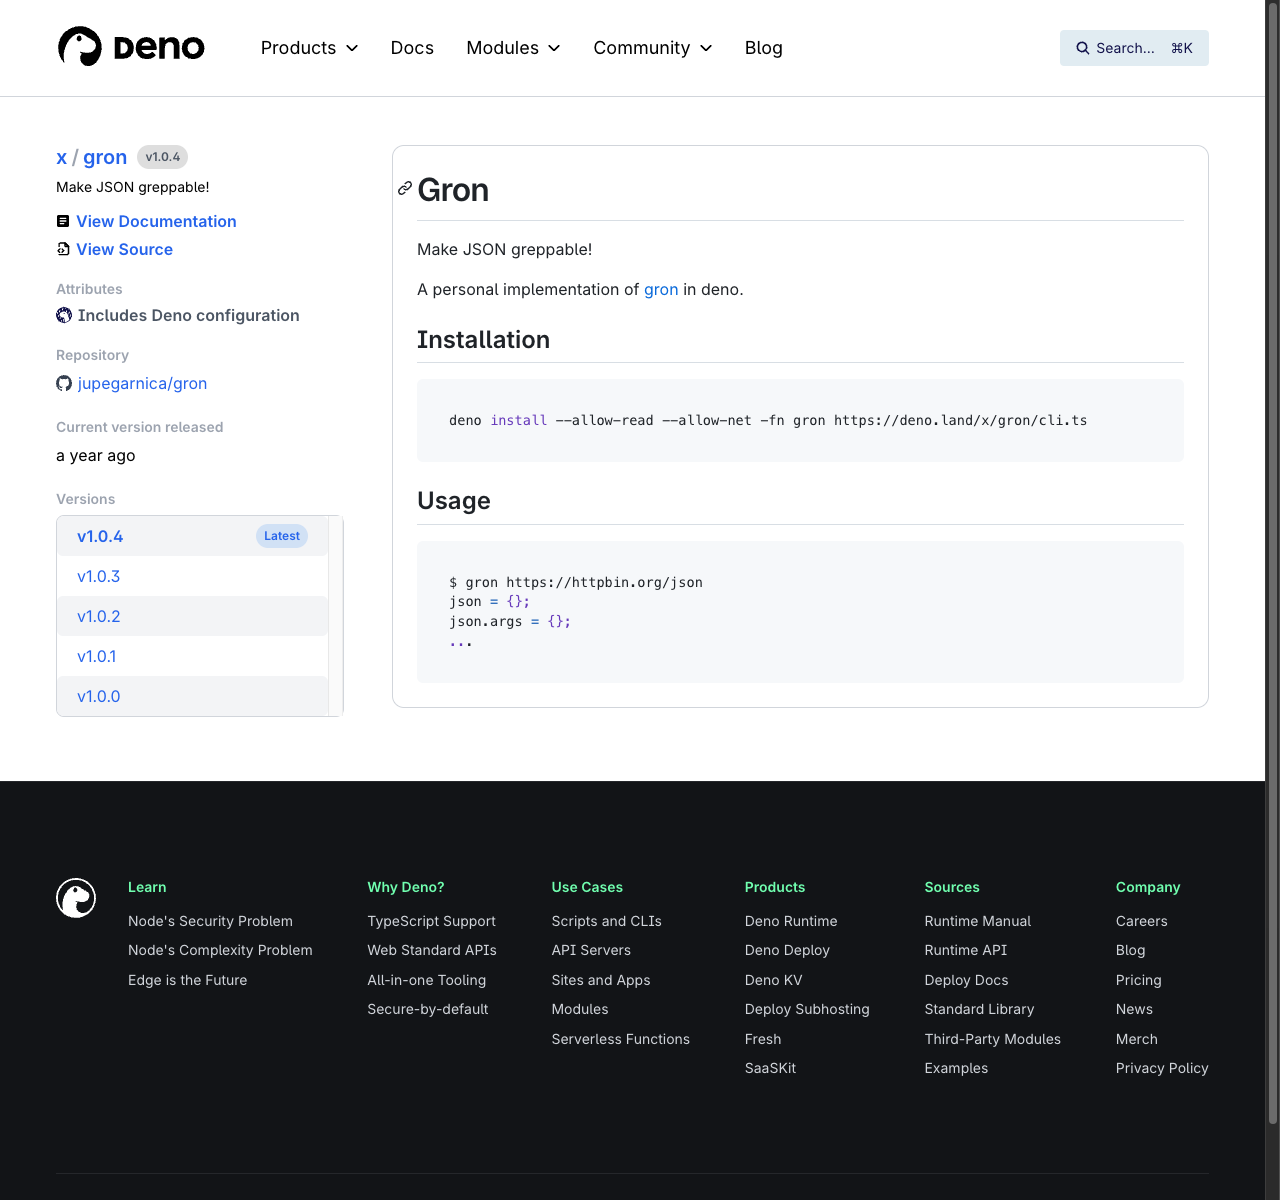 DENO
Products
Docs
Modules
Community
Blog
Search... ⌘K
x / gron v1.0.4
Make JSON greppable!
View Documentation
View Source
Attributes
Includes Deno configuration
Repository
jupegarnica/gron
Current version released
a year ago
Versions
v1.0.4 Latest
v1.0.3
v1.0.2
v1.0.1
v1.0.0
Gron
Make JSON greppable!
A personal implementation of gron in deno.
Installation
deno install --allow-read --allow-net -fn gron https://deno.land/x/gron/cli.ts
Usage
$ gron https://httpbin.org/json
json = {};
json.args = {};
...
Learn
Node's Security Problem
Node's Complexity Problem
Edge is the Future
Why Deno?
TypeScript Support
Web Standard APIs
All-in-one Tooling
Secure-by-default
Use Cases
Scripts and CLIs
API Servers
Sites and Apps
Modules
Serverless Functions
Products
Deno Runtime
Deno Deploy
Deno KV
Deploy Subhosting
Fresh
SaaSKit
Sources
Runtime Manual
Runtime API
Deploy Docs
Standard Library
Third-Party Modules
Examples
Company
Careers
Blog
Pricing
News
Merch
Privacy Policy